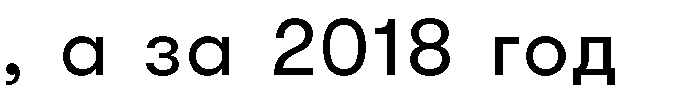 , а за 2018 год